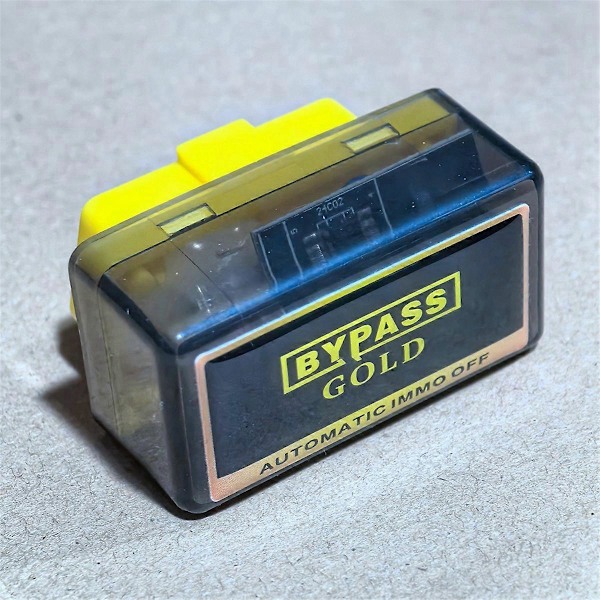 24C02
BYPASS
GOLD
AUTOMATIC IMMO OFF